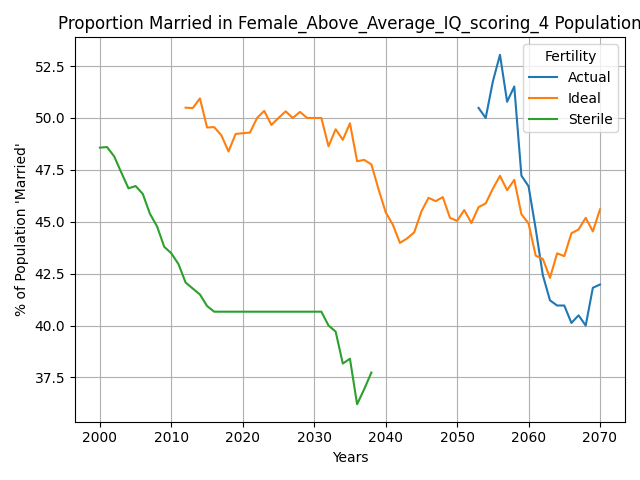 Proportion Married in Female_Above_Average_IQ_scoring_4 Population
Fertility
Actual
Ideal
Sterile
% of Population 'Married'
52.5
50.0
47.5
45.0
42.5
40.0
37.5
2000 2010 2020 2030 2040 2050 2060 2070
Years